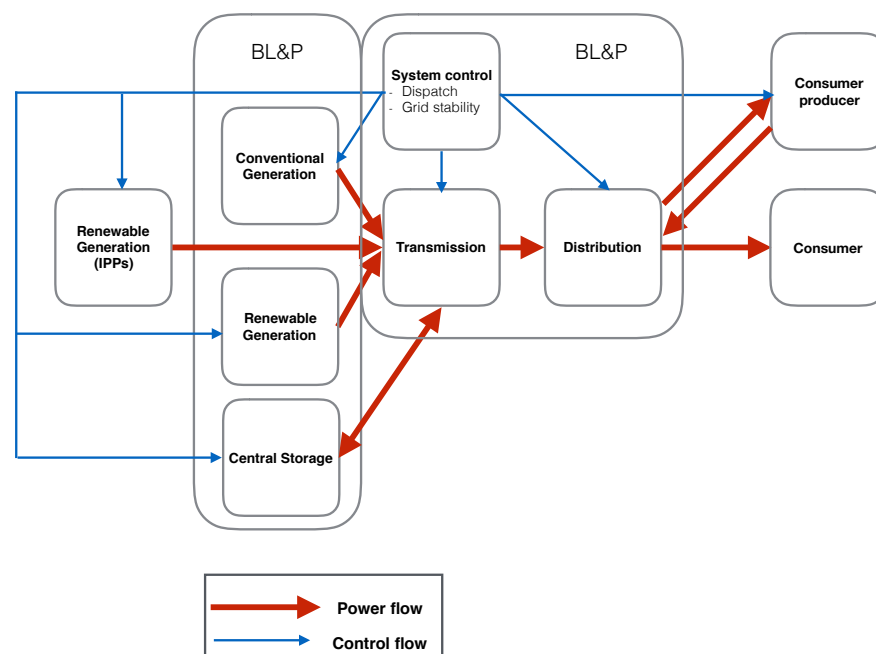 BL&P
BL&P
System control
- Dispatch
- Grid stability
Consumer
producer
Conventional
Generation
Renewable
Generation
(IPPs)
Transmission
Distribution
Consumer
Renewable
Generation
Central Storage
Power flow
Control flow